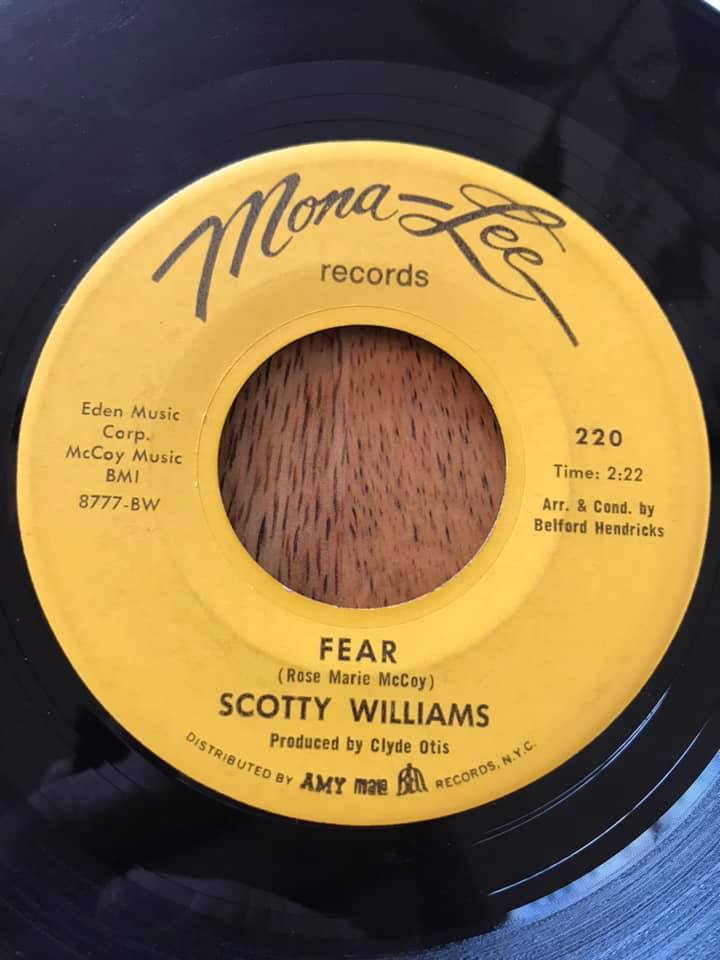 Mona-Lee
records
Eden Music
Corp.
McCoy Music
BMI
8777-BW
220
Time: 2:22
Arr. & Cond. by
Belford Hendricks
FEAR
(Rose Marie McCoy)
SCOTTY WILLIAMS
Produced by Clyde Otis
DISTRIBUTED BY AMY mala Bell RECORDS, N.Y.C.